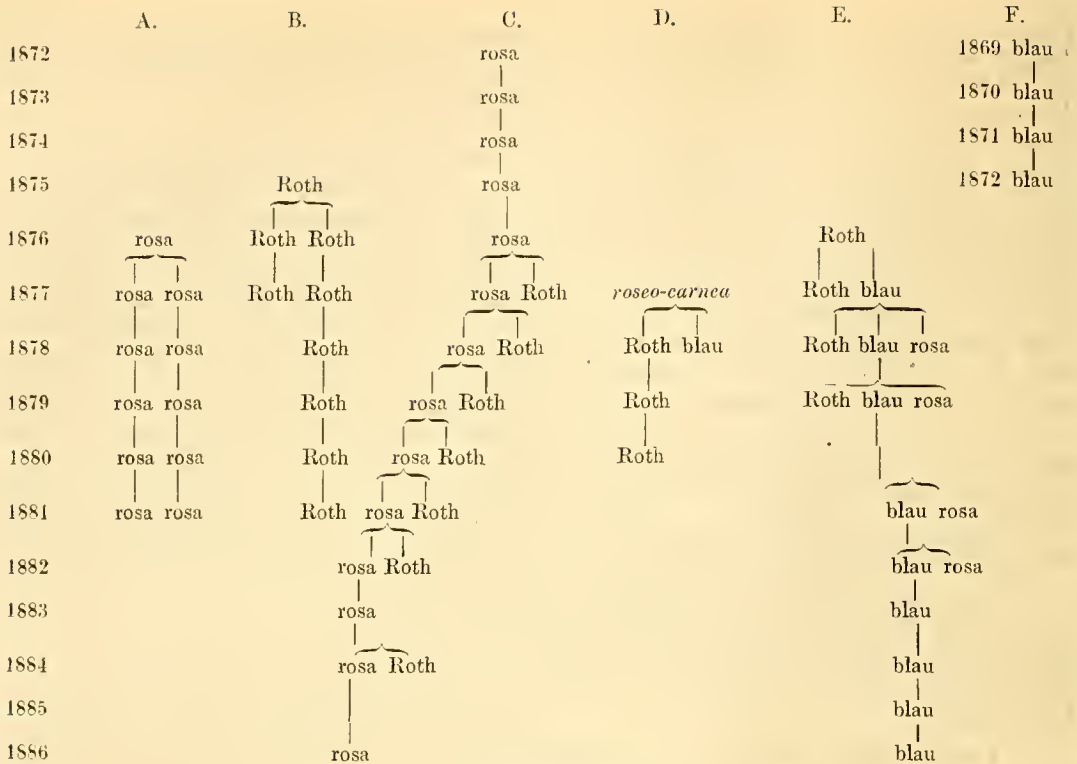 A. B. C. D. E. F.
1872 rosa 1869 blau
1873 rosa 1870 blau
1874 rosa 1871 blau
1875 Roth rosa 1872 blau
1876 rosa Roth Roth rosa Roth
1877 rosa rosa Roth Roth rosa Roth roseo-carnea Roth blau
1878 rosa rosa Roth rosa Roth Roth blau Roth blau rosa
1879 rosa rosa Roth rosa Roth Roth Roth blau rosa
1880 rosa rosa Roth rosa Roth Roth
1881 rosa rosa Roth rosa Roth blau rosa
1882 rosa Roth blau rosa
1883 rosa blau
1884 rosa Roth blau
1885 blau
1886 rosa blau